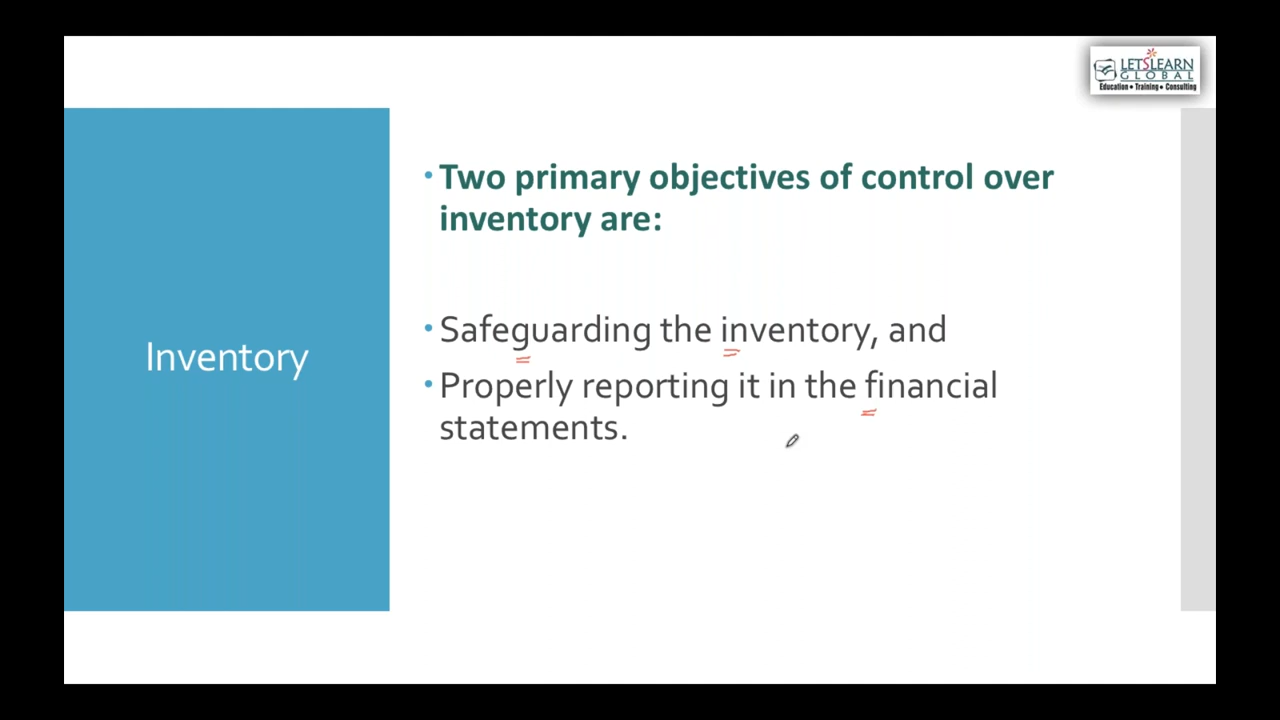 LETSLEARN
GLOBAL
Education • Training • Consulting
• Two primary objectives of control over
inventory are:
Inventory
• Safeguarding the inventory, and
• Properly reporting it in the financial
statements.